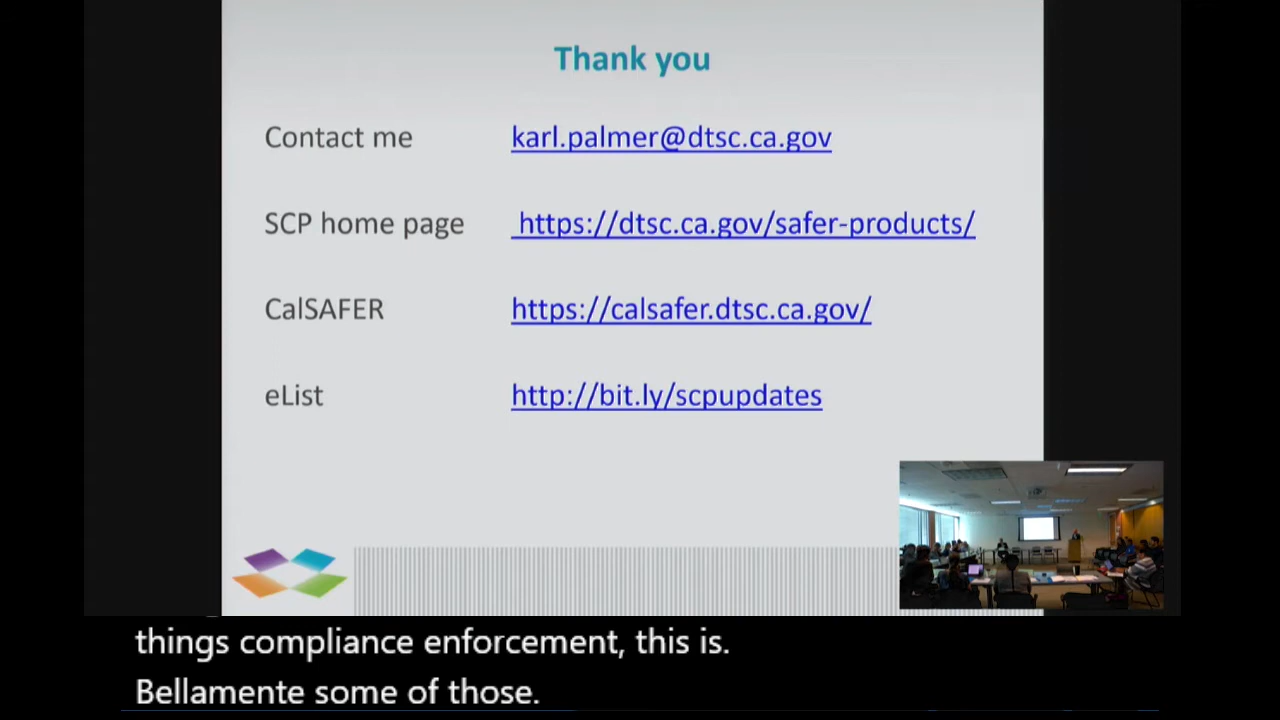 Thank you
Contact me karl.palmer@dtsc.ca.gov
SCP home page https://dtsc.ca.gov/safer-products/
CalSAFER https://calsafer.dtsc.ca.gov/
eList http://bit.ly/scpupdates
things compliance enforcement, this is.
Bellamente some of those.